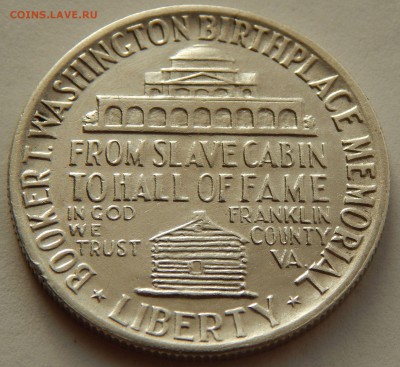 COINS.LAVE.RU
BOOKER T. WASHINGTON BIRTHPLACE MEMORIAL
FROM SLAVE CABIN
TO HALL OF FAME
IN GOD FRANKLIN
WE COUNTY
TRUST VA.
★ LIBERTY ★